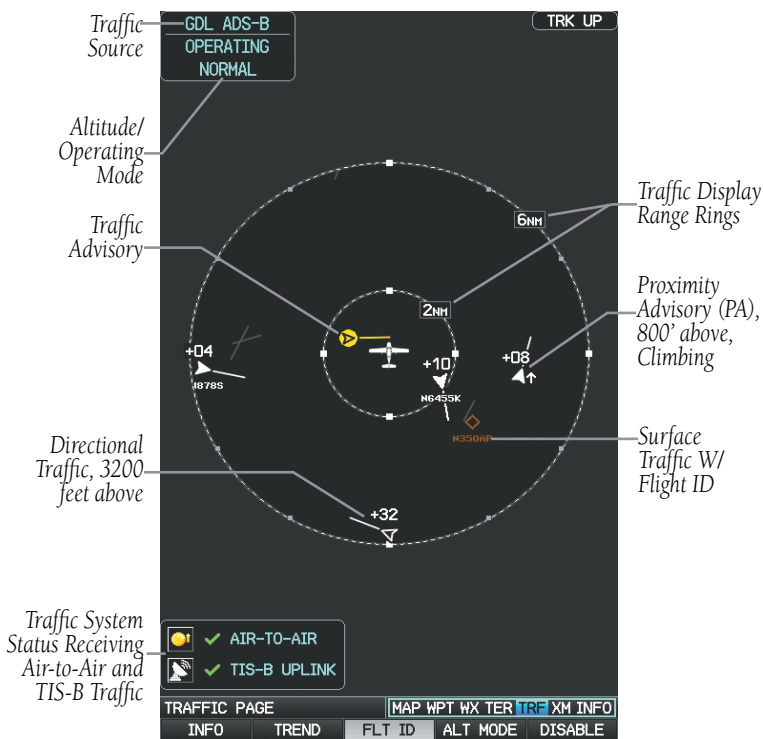 Traffic
Source
GDL ADS-B
OPERATING
NORMAL
TRK UP
Altitude/
Operating
Mode
Traffic
Advisory
Traffic Display
Range Rings
6NM
2NM
Proximity
Advisory (PA),
800' above,
Climbing
+04
J878S
+10
N6455K
+08
N350AP
Surface
Traffic W/
Flight ID
Directional
Traffic, 3200
feet above
+32
Traffic System
Status Receiving
Air-to-Air and
TIS-B Traffic
AIR-TO-AIR
TIS-B UPLINK
TRAFFIC PAGE
MAP WPT WX TER TRF XM INFO
INFO TREND FLT ID ALT MODE DISABLE